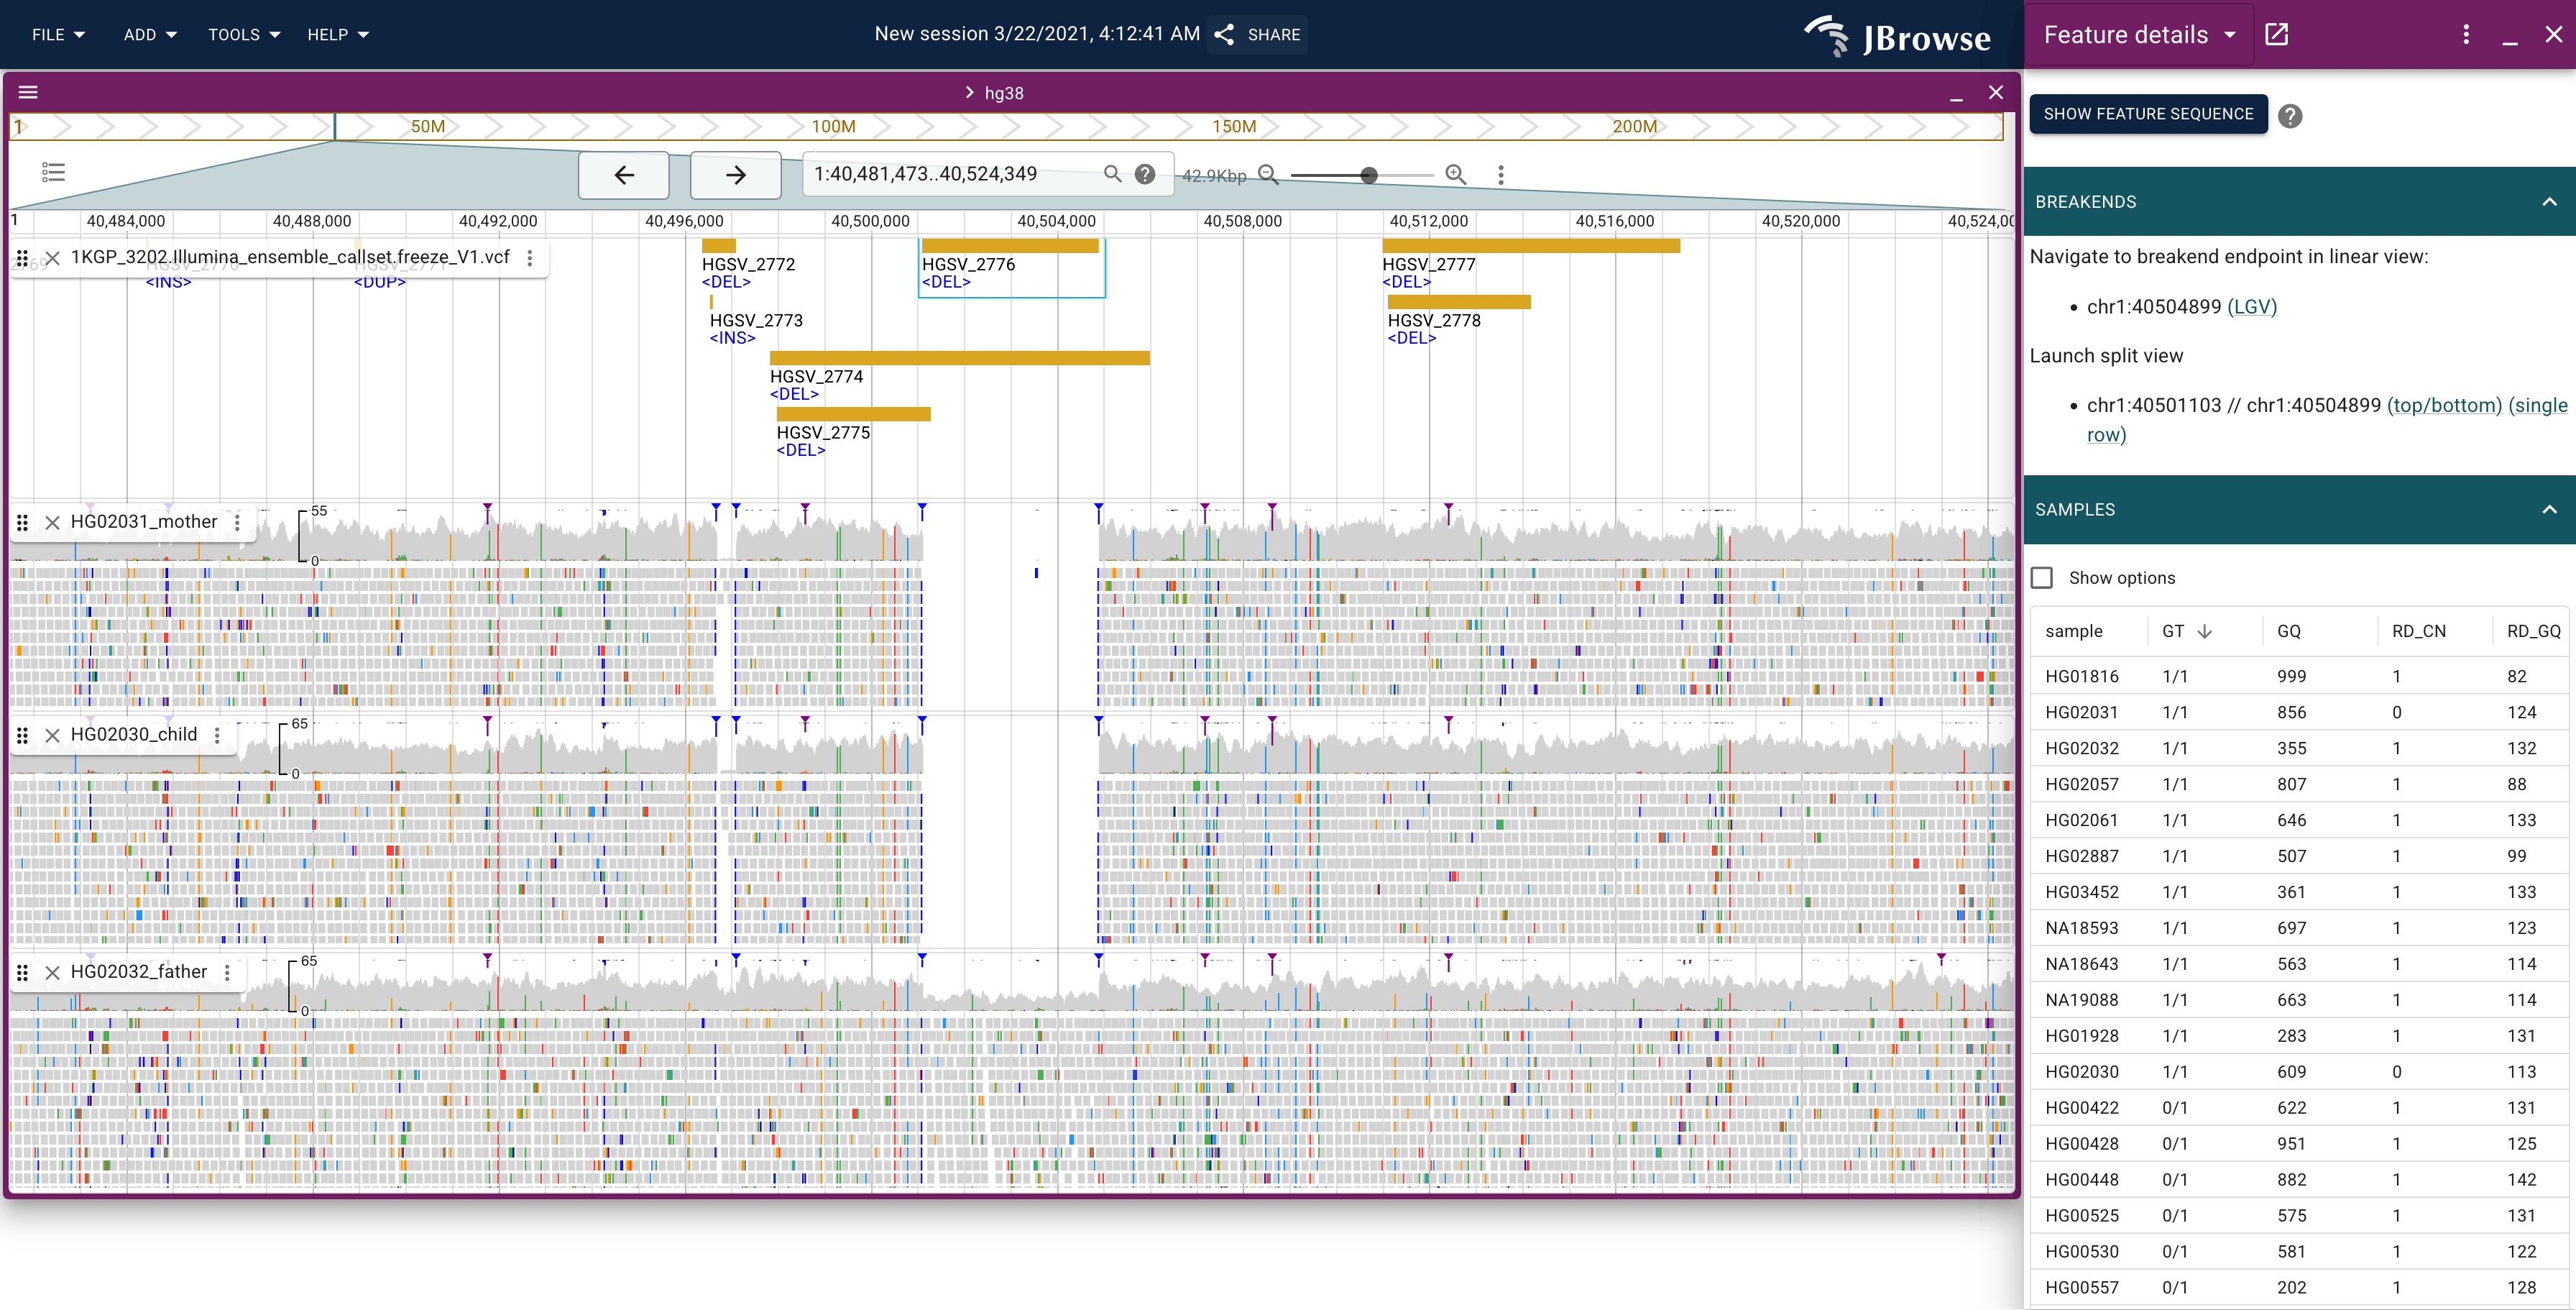 FILE ADD TOOLS HELP New session 3/22/2021, 4:12:41 AM SHARE JBrowse
hg38
1 50M 100M 150M 200M
1:40,481,473..40,524,349 42.9Kbp
1 40,484,000 40,488,000 40,492,000 40,496,000 40,500,000 40,504,000 40,508,000 40,512,000 40,516,000 40,520,000 40,524,0
1KGP_3202.Illumina_ensemble_callset.freeze_V1.vcf
<INS> <DUP>
HGSV_2772 HGSV_2776 HGSV_2777
<DEL> <DEL> <DEL>
HGSV_2773 HGSV_2778
<INS> <DEL>
HGSV_2774
<DEL>
HGSV_2775
<DEL>
HG02031_mother 55
0
HG02030_child 65
0
HG02032_father 65
0
Feature details
SHOW FEATURE SEQUENCE ?
BREAKENDS
Navigate to breakend endpoint in linear view:
• chr1:40504899 (LGV)
Launch split view
• chr1:40501103 // chr1:40504899 (top/bottom) (single
row)
SAMPLES
Show options
sample GT GQ RD_CN RD_GQ
HG01816 1/1 999 1 82
HG02031 1/1 856 0 124
HG02032 1/1 355 1 132
HG02057 1/1 807 1 88
HG02061 1/1 646 1 133
HG02887 1/1 507 1 99
HG03452 1/1 361 1 133
NA18593 1/1 697 1 123
NA18643 1/1 563 1 114
NA19088 1/1 663 1 114
HG01928 1/1 283 1 131
HG02030 1/1 609 0 113
HG00422 0/1 622 1 131
HG00428 0/1 951 1 125
HG00448 0/1 882 1 142
HG00525 0/1 575 1 131
HG00530 0/1 581 1 122
HG00557 0/1 202 1 128